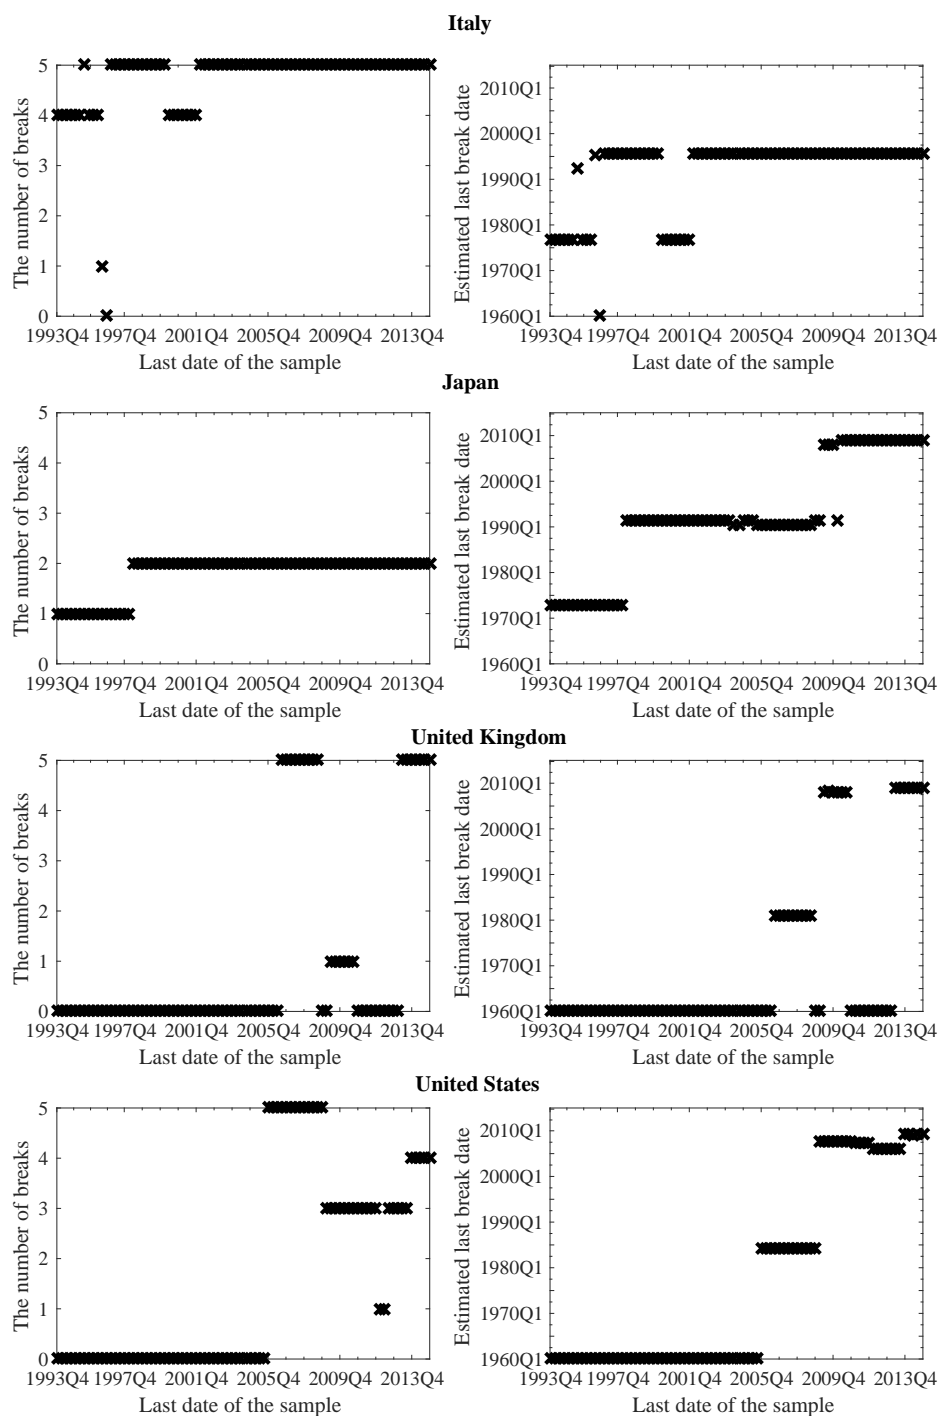 Italy
The number of breaks
5
4
3
2
1
0
1993Q4 1997Q4 2001Q4 2005Q4 2009Q4 2013Q4
Last date of the sample
Estimated last break date
2010Q1
2000Q1
1990Q1
1980Q1
1970Q1
1960Q1
1993Q4 1997Q4 2001Q4 2005Q4 2009Q4 2013Q4
Last date of the sample
Japan
The number of breaks
5
4
3
2
1
0
1993Q4 1997Q4 2001Q4 2005Q4 2009Q4 2013Q4
Last date of the sample
Estimated last break date
2010Q1
2000Q1
1990Q1
1980Q1
1970Q1
1960Q1
1993Q4 1997Q4 2001Q4 2005Q4 2009Q4 2013Q4
Last date of the sample
United Kingdom
The number of breaks
5
4
3
2
1
0
1993Q4 1997Q4 2001Q4 2005Q4 2009Q4 2013Q4
Last date of the sample
Estimated last break date
2010Q1
2000Q1
1990Q1
1980Q1
1970Q1
1960Q1
1993Q4 1997Q4 2001Q4 2005Q4 2009Q4 2013Q4
Last date of the sample
United States
The number of breaks
5
4
3
2
1
0
1993Q4 1997Q4 2001Q4 2005Q4 2009Q4 2013Q4
Last date of the sample
Estimated last break date
2010Q1
2000Q1
1990Q1
1980Q1
1970Q1
1960Q1
1993Q4 1997Q4 2001Q4 2005Q4 2009Q4 2013Q4
Last date of the sample